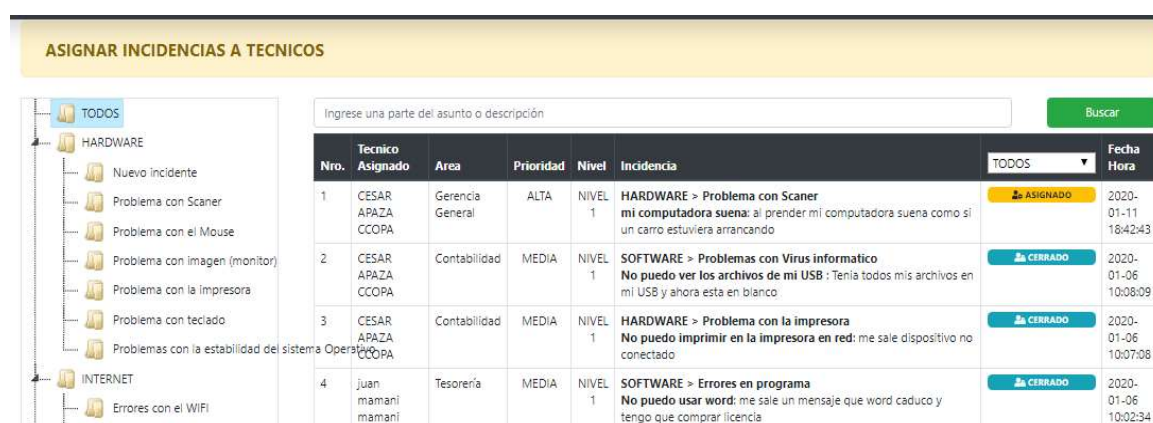 ASIGNAR INCIDENCIAS A TECNICOS
TODOS
HARDWARE
Nuevo incidente
Problema con Scaner
Problema con el Mouse
Problema con imagen (monitor)
Problema con la impresora
Problema con teclado
Problemas con la estabilidad del sistema Operativo
INTERNET
Errores con el WIFI
Ingrese una parte del asunto o descripción
Buscar
Nro. Tecnico Asignado Area Prioridad Nivel Incidencia TODOS Fecha Hora
1 CESAR APAZA CCOPA Gerencia General ALTA NIVEL 1 HARDWARE > Problema con Scaner
mi computadora suena: al prender mi computadora suena como si
un carro estuviera arrancando
ASIGNADO 2020-01-11 18:42:43
2 CESAR APAZA CCOPA Contabilidad MEDIA NIVEL 1 SOFTWARE > Problemas con Virus informatico
No puedo ver los archivos de mi USB : Tenia todos mis archivos en
mi USB y ahora esta en blanco
CERRADO 2020-01-06 10:08:09
3 CESAR APAZA CCOPA Contabilidad MEDIA NIVEL 1 HARDWARE > Problema con la impresora
No puedo imprimir en la impresora en red: me sale dispositivo no
conectado
CERRADO 2020-01-06 10:07:08
4 juan mamani mamani Tesorería MEDIA NIVEL 1 SOFTWARE > Errores en programa
No puedo usar word: me sale un mensaje que word caduco y
tengo que comprar licencia
CERRADO 2020-01-06 10:02:34